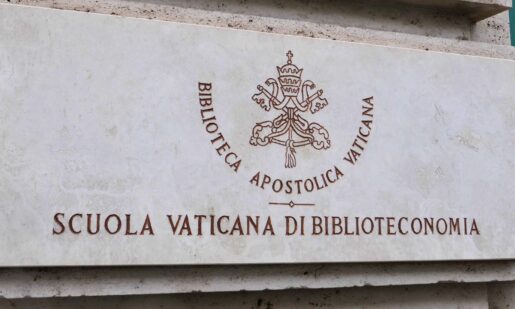 BIBLIOTECA APOSTOLICA VATICANA
SCUOLA VATICANA DI BIBLIOTECONOMIA